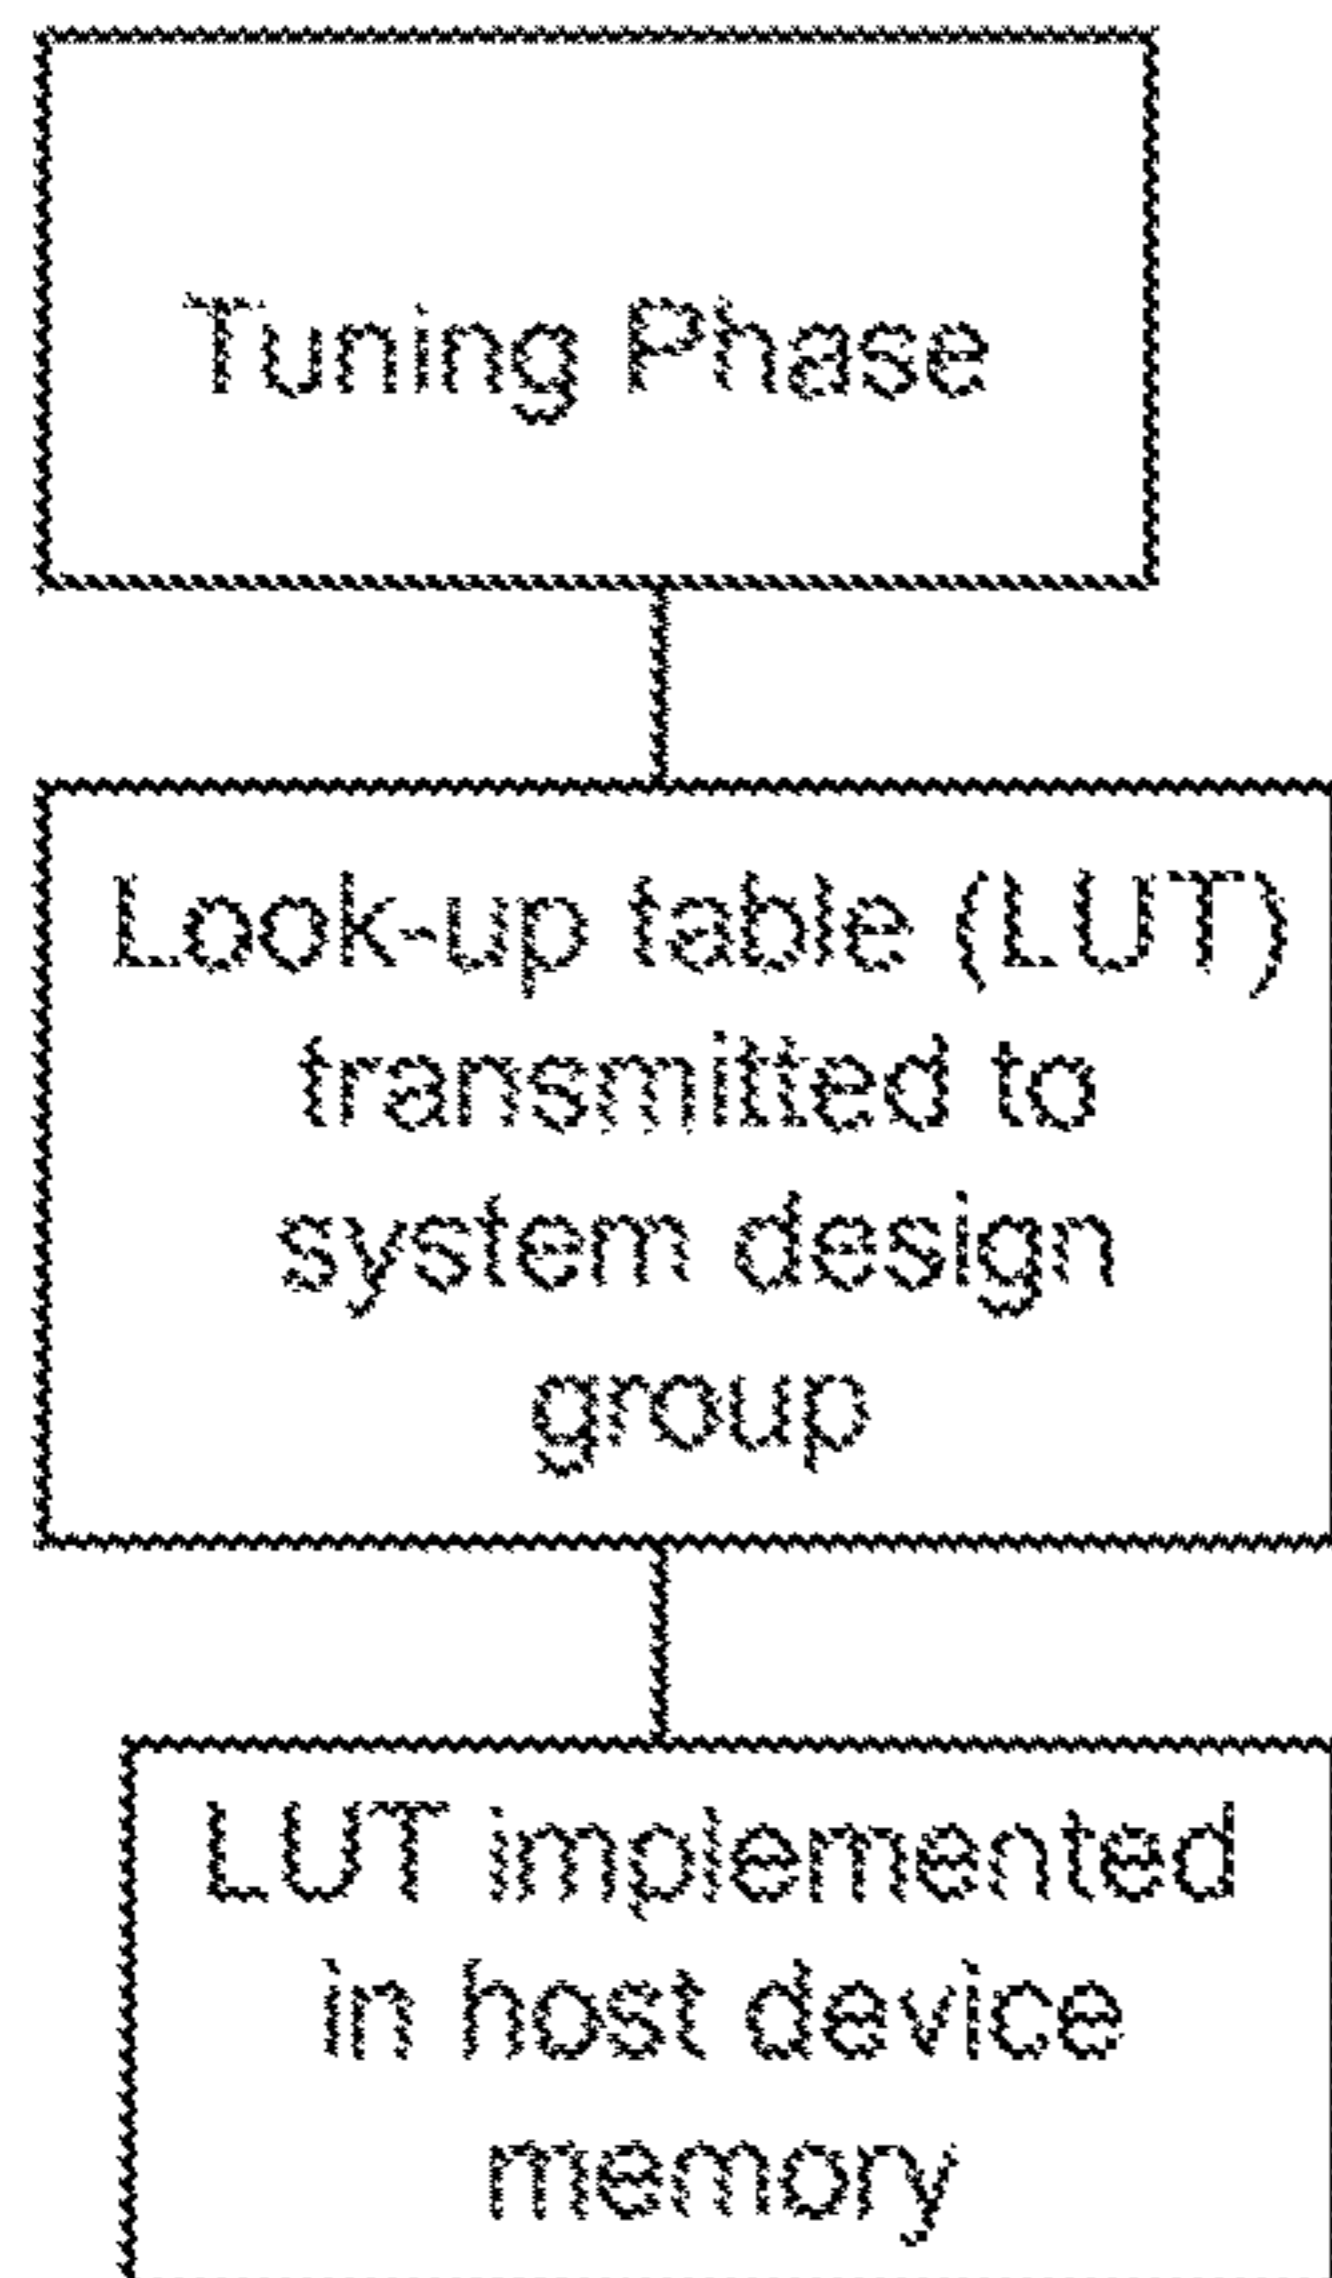 Tuning Phase
Look-up table (LUT)
transmitted to
system design
group
LUT implemented
in host device
memory